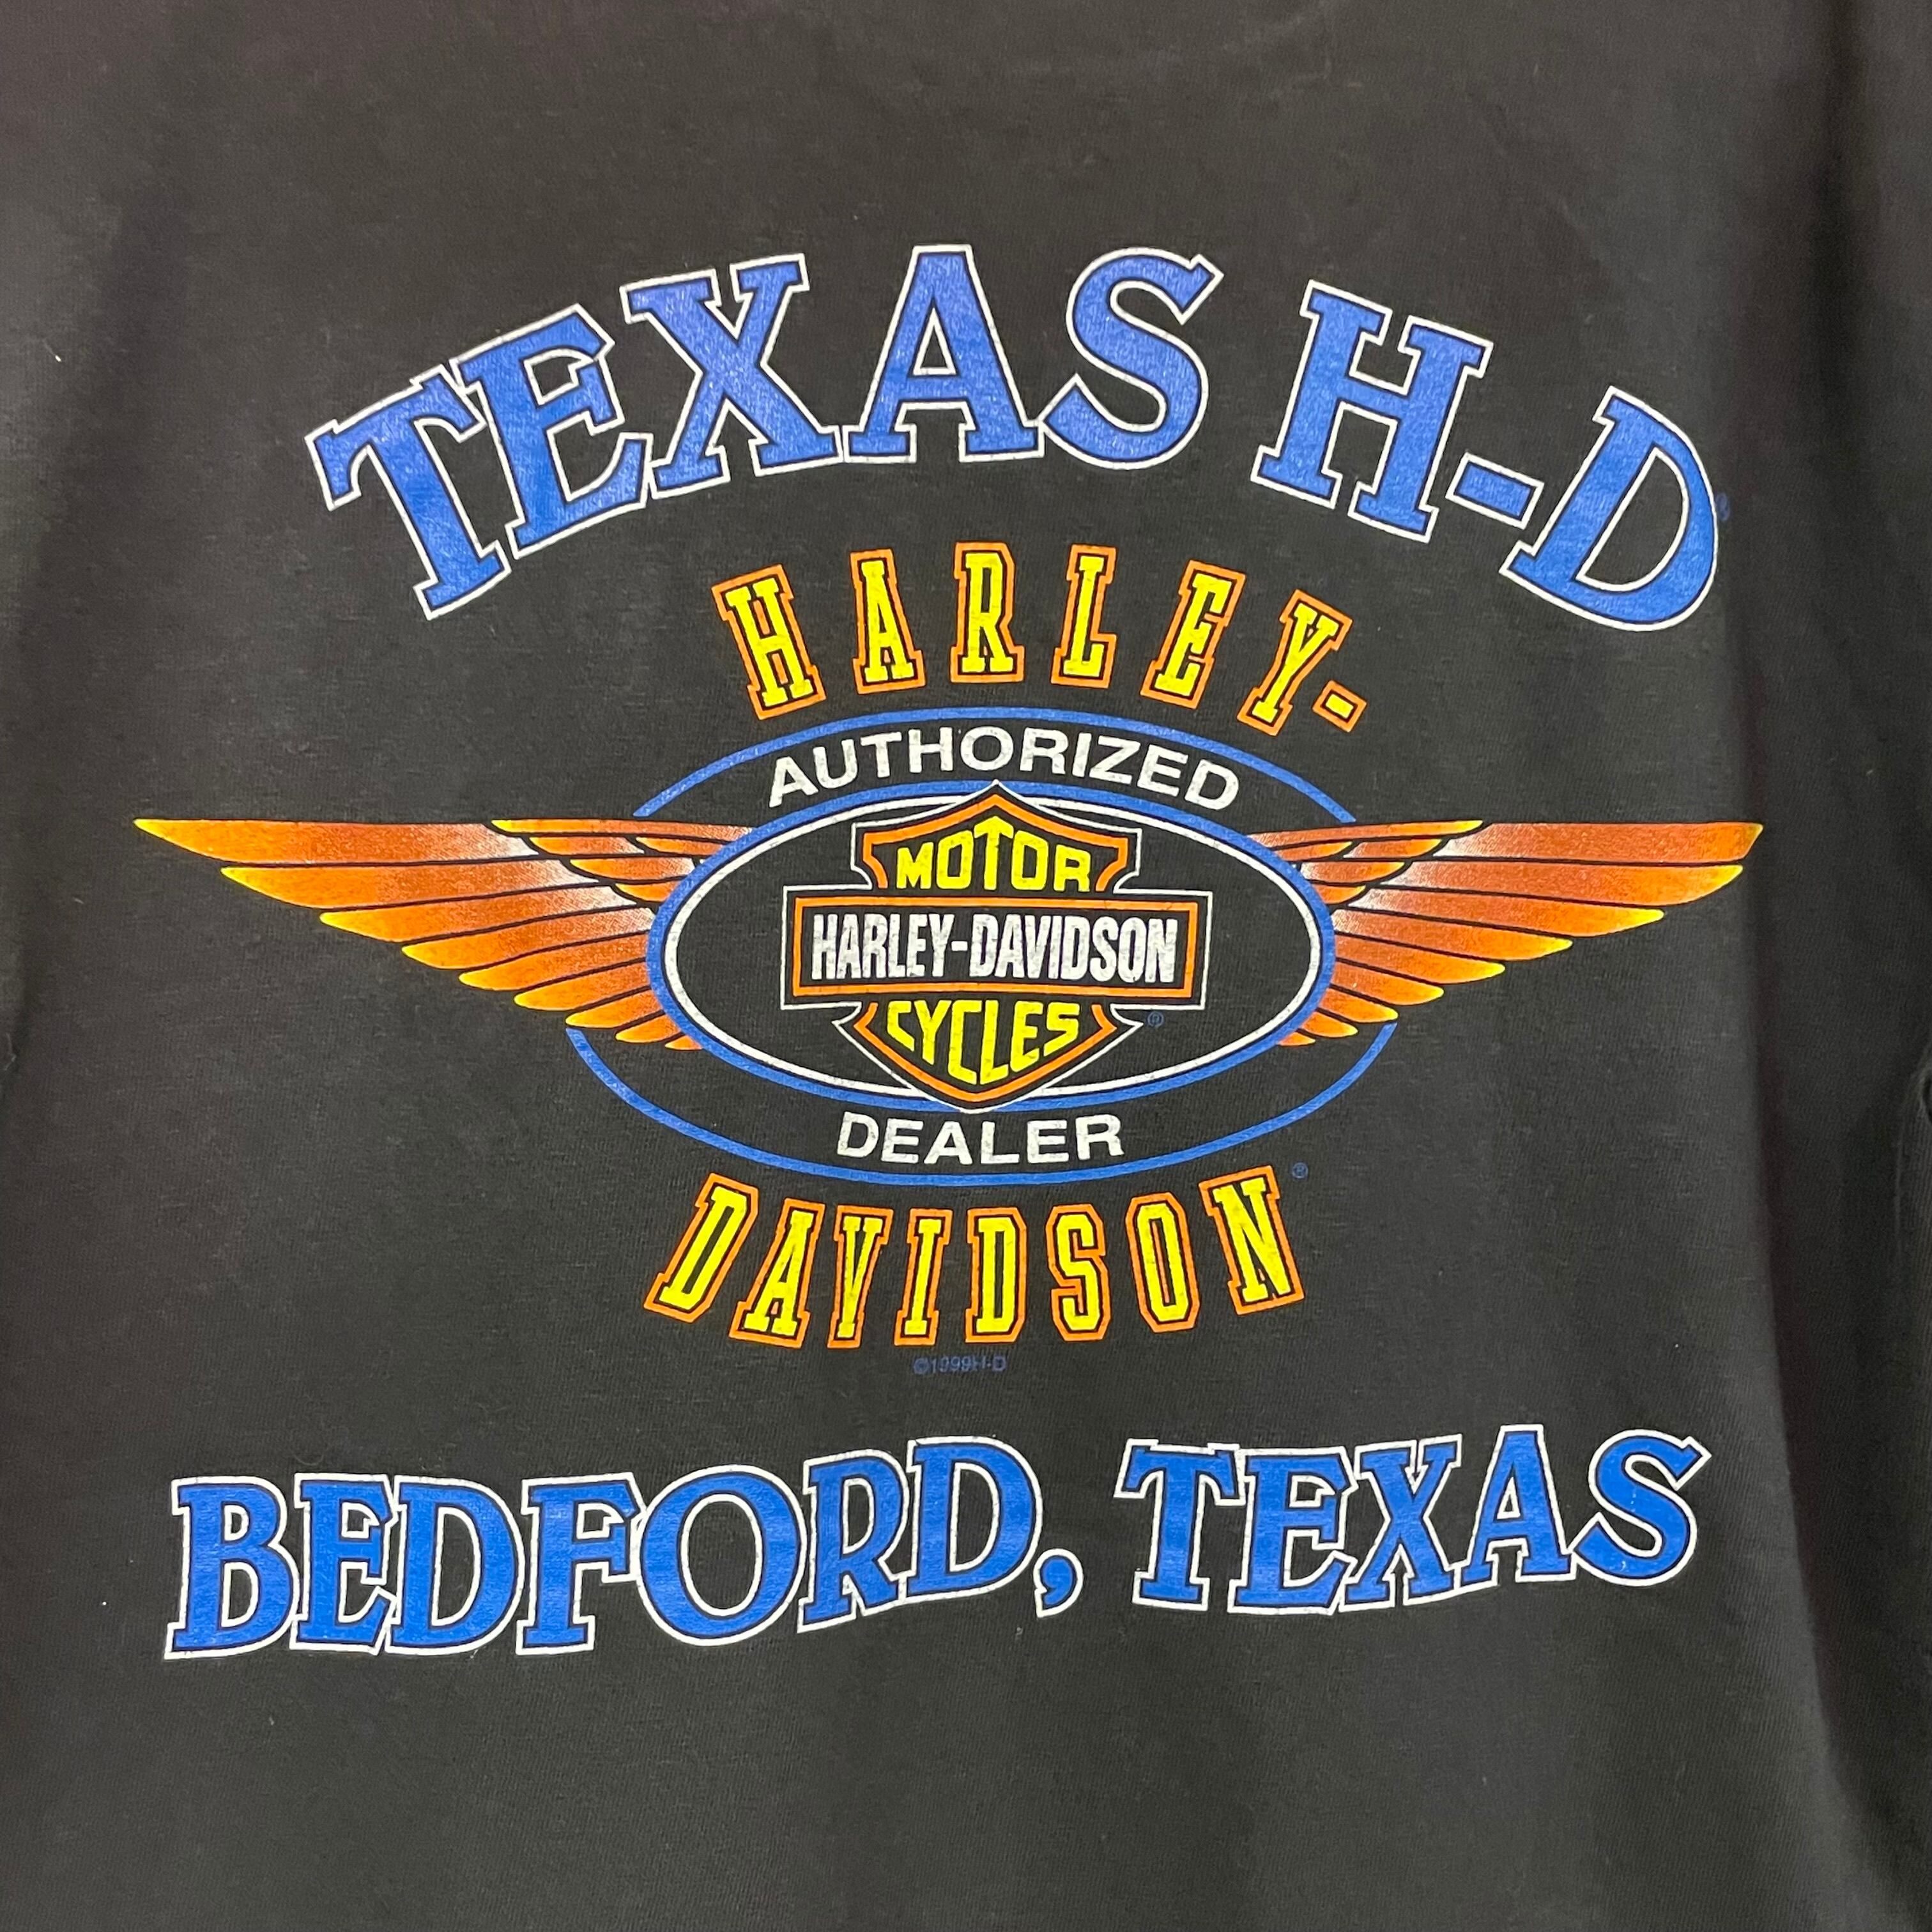 TEXAS H-D®
HARLEY-
AUTHORIZED
MOTOR
HARLEY-DAVIDSON
CYCLES
®
DEALER
DAVIDSON®
©1999H-D
BEDFORD, TEXAS